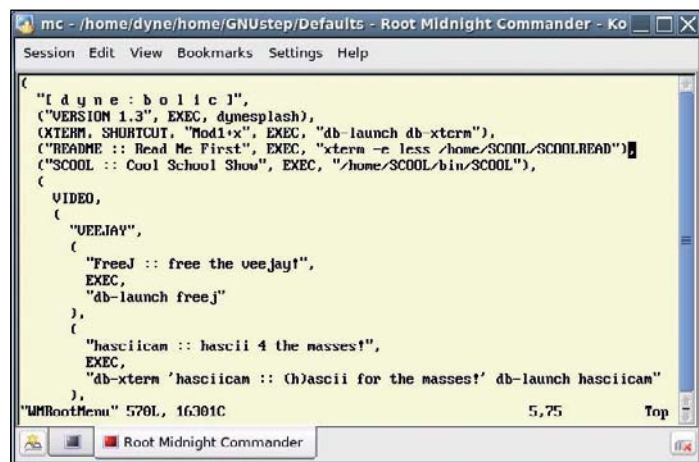 mc - /home/dyne/home/GNUstep/Defaults - Root Midnight Commander - Ko
Session Edit View Bookmarks Settings Help
(
"[ d y n e : b o l i c ]",
("VERSION 1.3", EXEC, dynesplash),
(XTERM, SHORTCUT, "Mod1+x", EXEC, "db-launch db-xterm"),
("README :: Read Me First", EXEC, "xterm -e less /home/SCOOL/SCOOLREAD"),
("SCOOL :: Cool School Show", EXEC, "/home/SCOOL/bin/SCOOL"),
(
VIDEO,
(
"VEEJAY",
(
"FreeJ :: free the veejay!",
EXEC,
"db-launch freej"
),
(
"hasciicam :: hascii 4 the masses!",
EXEC,
"db-xterm 'hasciicam :: (h)ascii for the masses!' db-launch hasciicam"
),
"WMRootMenu" 570L, 16301C 5,75 Top
Root Midnight Commander